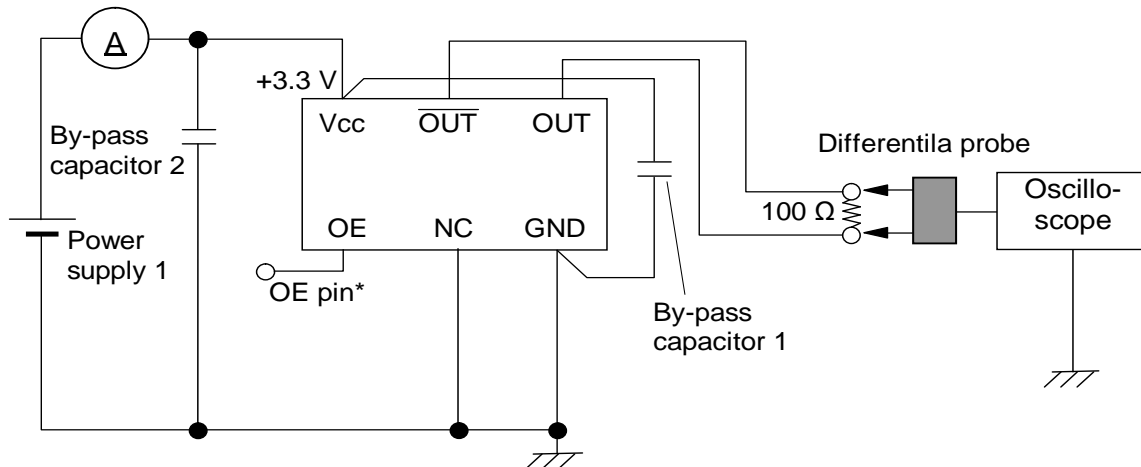 A
+3.3 V
By-pass
capacitor 2
Vcc
OUT
OUT
Differentila probe
100 Ω
Oscillo-
scope
OE
NC
GND
Power
supply 1
OE pin*
By-pass
capacitor 1